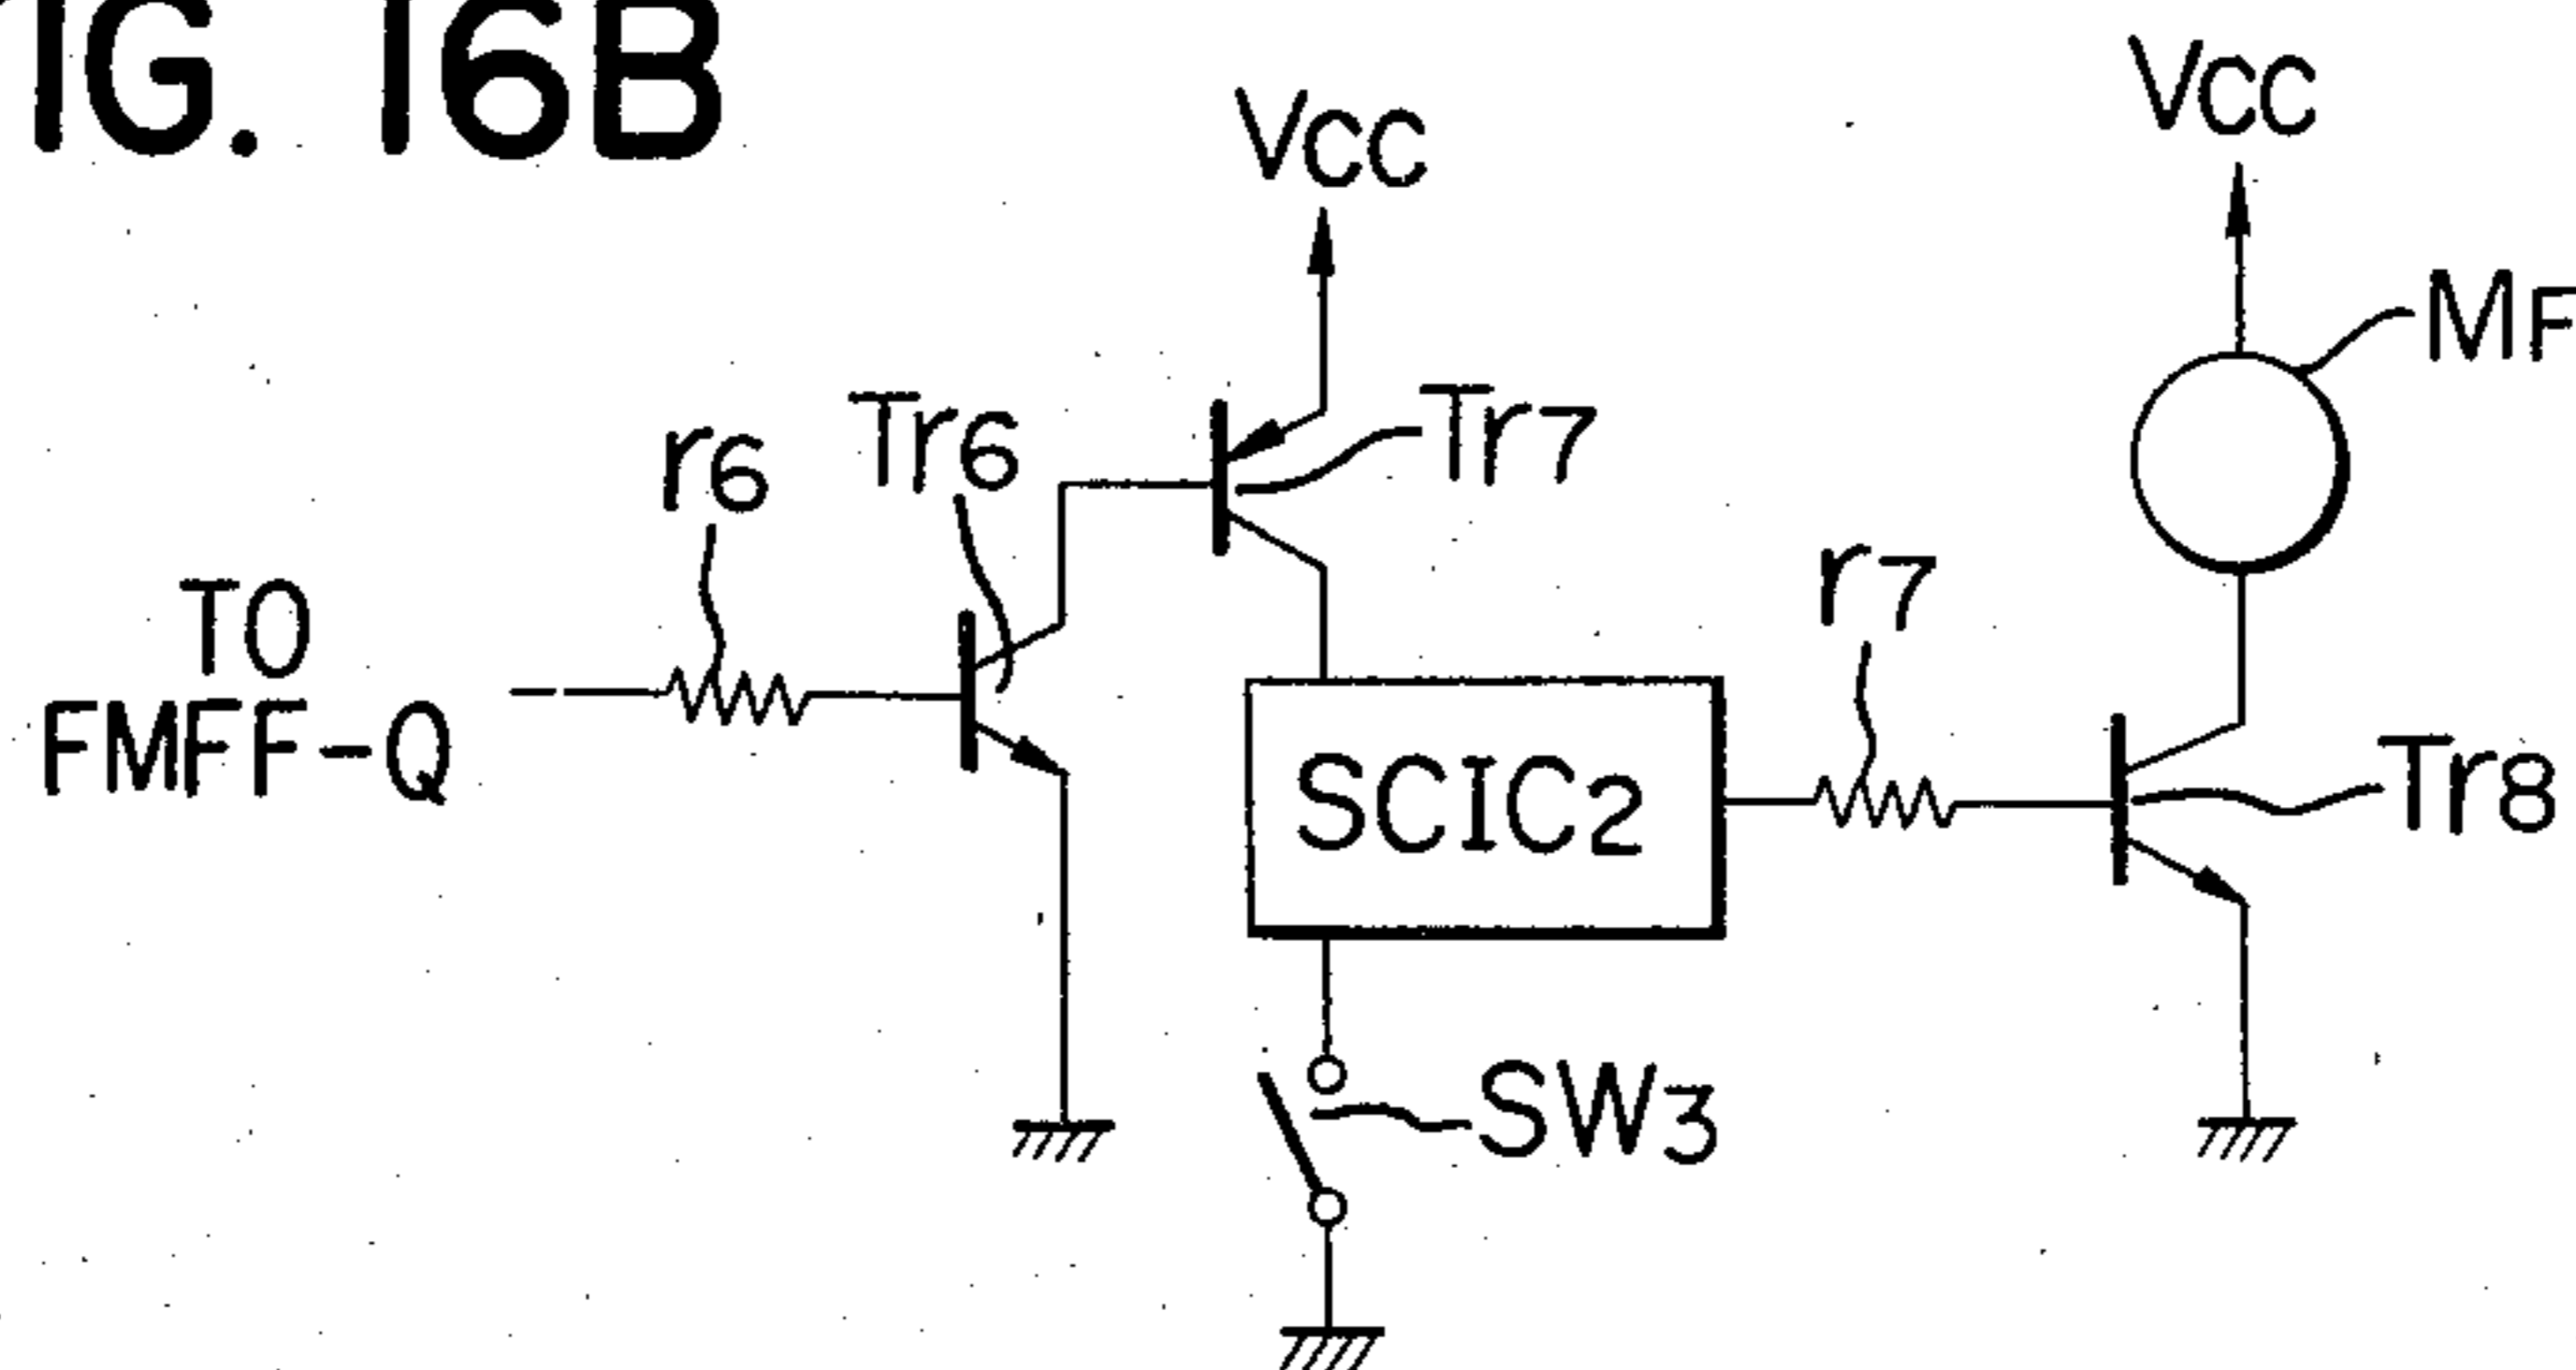 IG. 16B
Vcc
Vcc
MF
Tr7
Tr6
r6
r7
TO
FMFF-Q
SCIC2
Tr8
SW3